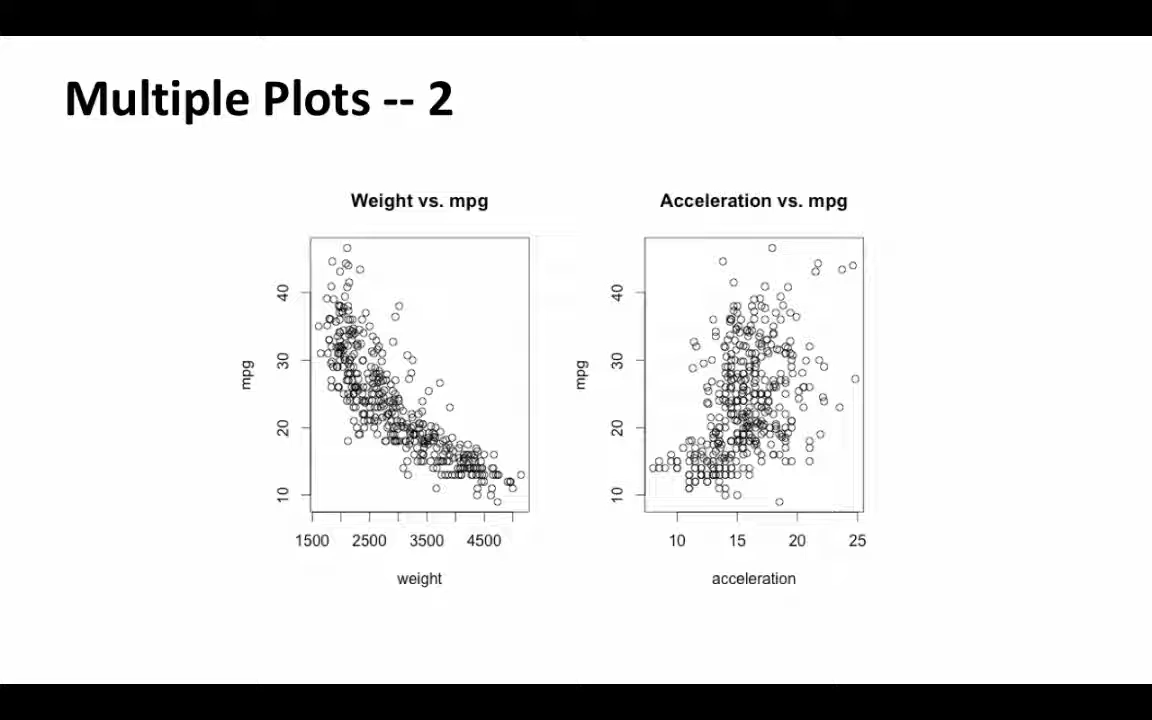 Multiple Plots -- 2
Weight vs. mpg
mpg
40
30
20
10
1500 2500 3500 4500
weight
Acceleration vs. mpg
mpg
40
30
20
10
10 15 20 25
acceleration